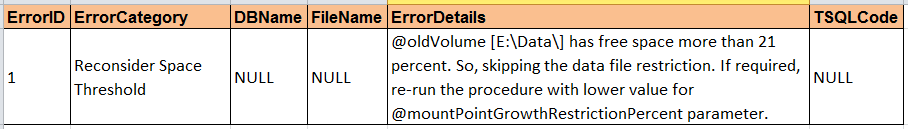 ErrorID ErrorCategory DBName FileName ErrorDetails TSQLCode
@oldVolume [E:\Data\] has free space more than 21
Reconsider Space percent. So, skipping the data file restriction. If required,
1 NULL NULL NULL
Threshold re-run the procedure with lower value for
@mountPointGrowthRestrictionPercent parameter.